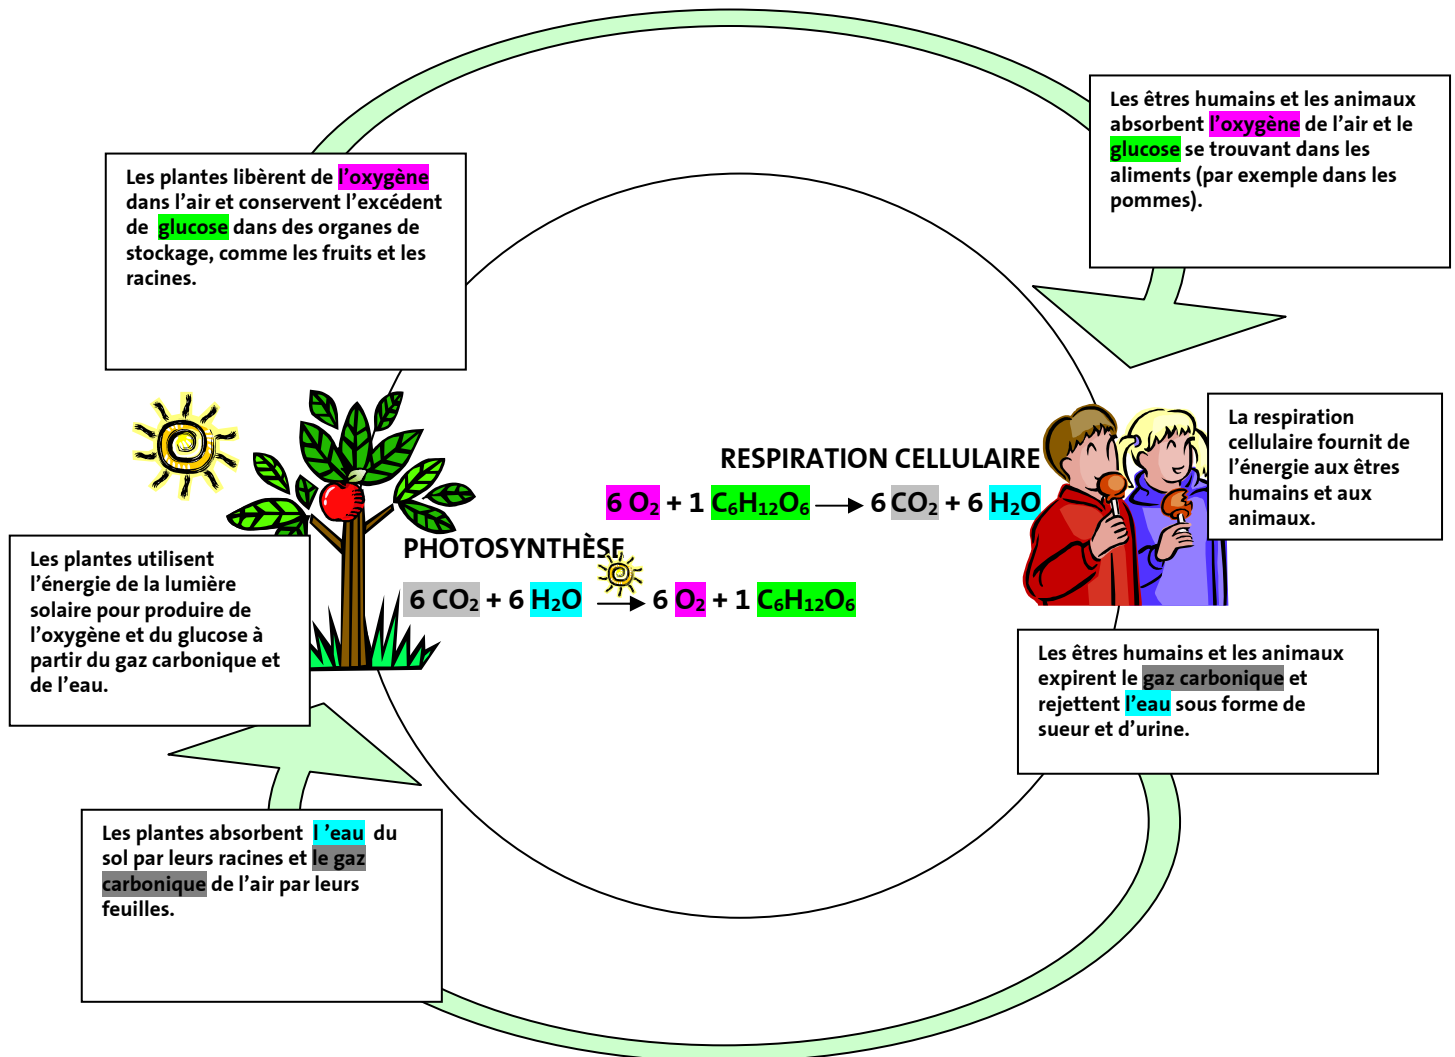 Les plantes libèrent de l’oxygène
dans l’air et conservent l’excédent
de glucose dans des organes de
stockage, comme les fruits et les
racines.
Les êtres humains et les animaux
absorbent l’oxygène de l’air et le
glucose se trouvant dans les
aliments (par exemple dans les
pommes).
La respiration
cellulaire fournit de
l’énergie aux êtres
humains et aux
animaux.
RESPIRATION CELLULAIRE
6 O₂ + 1 C₆H₁₂O₆ → 6 CO₂ + 6 H₂O
PHOTOSYNTHÈSE
6 CO₂ + 6 H₂O → 6 O₂ + 1 C₆H₁₂O₆
Les plantes utilisent
l’énergie de la lumière
solaire pour produire de
l’oxygène et du glucose à
partir du gaz carbonique et
de l’eau.
Les êtres humains et les animaux
expirent le gaz carbonique et
rejettent l’eau sous forme de
sueur et d’urine.
Les plantes absorbent l ’eau du
sol par leurs racines et le gaz
carbonique de l’air par leurs
feuilles.